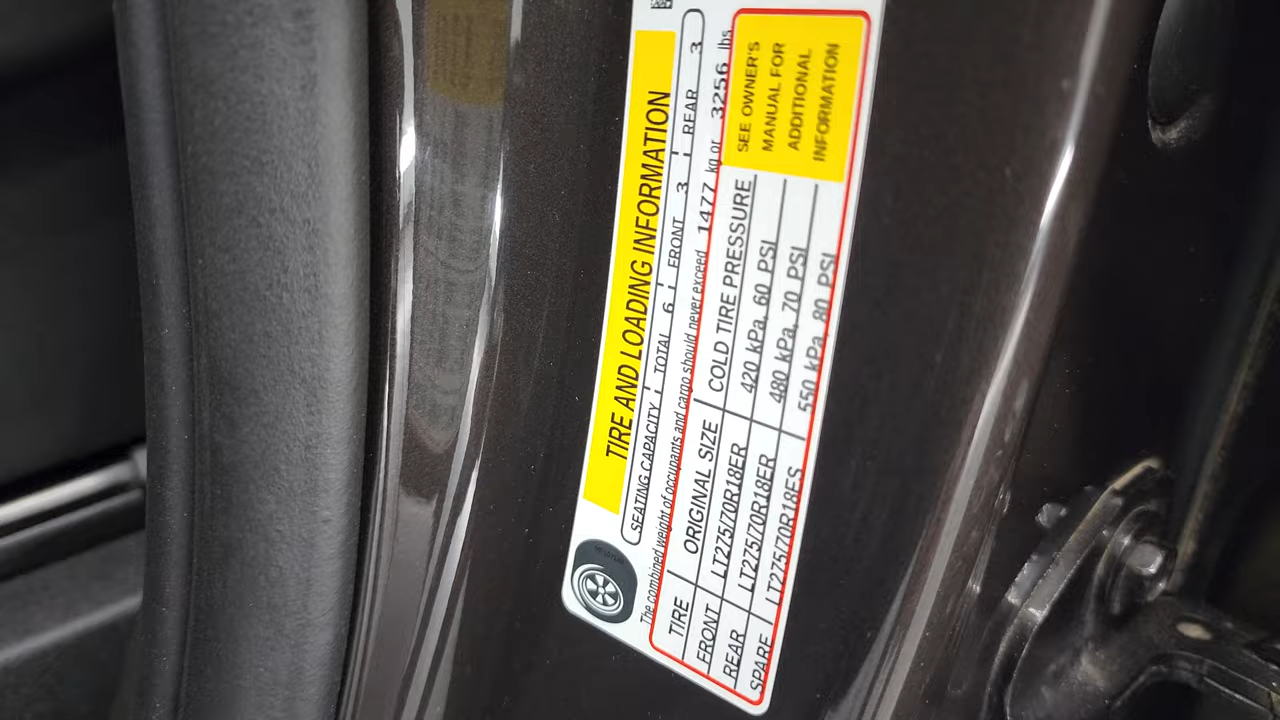 TIRE AND LOADING INFORMATION
SEATING CAPACITY TOTAL 6 FRONT 3 REAR 3
The combined weight of occupants and cargo should never exceed 1477 kg or 3256 lbs
TIRE ORIGINAL SIZE COLD TIRE PRESSURE
FRONT LT275/70R18ER 420 kPa, 60 PSI
REAR LT275/70R18ER 480 kPa, 70 PSI
SPARE LT275/70R18ES 550 kPa, 80 PSI
SEE OWNER'S
MANUAL FOR
ADDITIONAL
INFORMATION